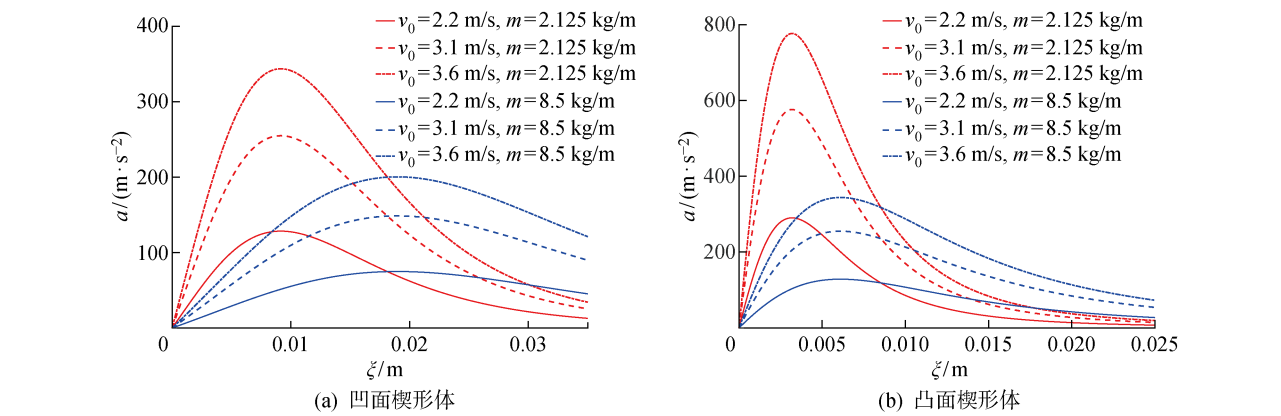 400
300
200
100
0
0.01
0.02
0.03
a/(m·s⁻²)
ξ/m
v₀=2.2 m/s, m=2.125 kg/m
v₀=3.1 m/s, m=2.125 kg/m
v₀=3.6 m/s, m=2.125 kg/m
v₀=2.2 m/s, m=8.5 kg/m
v₀=3.1 m/s, m=8.5 kg/m
v₀=3.6 m/s, m=8.5 kg/m
(a) 凹面楔形体
800
600
400
200
0
0.005
0.010
0.015
0.020
0.025
a/(m·s⁻²)
ξ/m
v₀=2.2 m/s, m=2.125 kg/m
v₀=3.1 m/s, m=2.125 kg/m
v₀=3.6 m/s, m=2.125 kg/m
v₀=2.2 m/s, m=8.5 kg/m
v₀=3.1 m/s, m=8.5 kg/m
v₀=3.6 m/s, m=8.5 kg/m
(b) 凸面楔形体